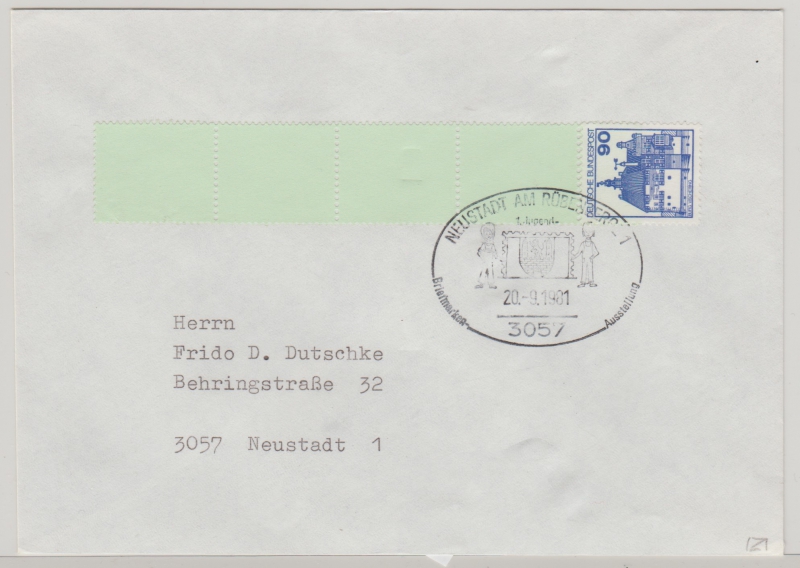 90
DEUTSCHE BUNDESPOST
NEUSTADT AM RÜBENBERGE 1
1. Jugend-
Briefmarken-
Ausstellung
20.-9.1981
3057
Herrn
Frido D. Dutschke
Behringstraße 32
3057 Neustadt 1